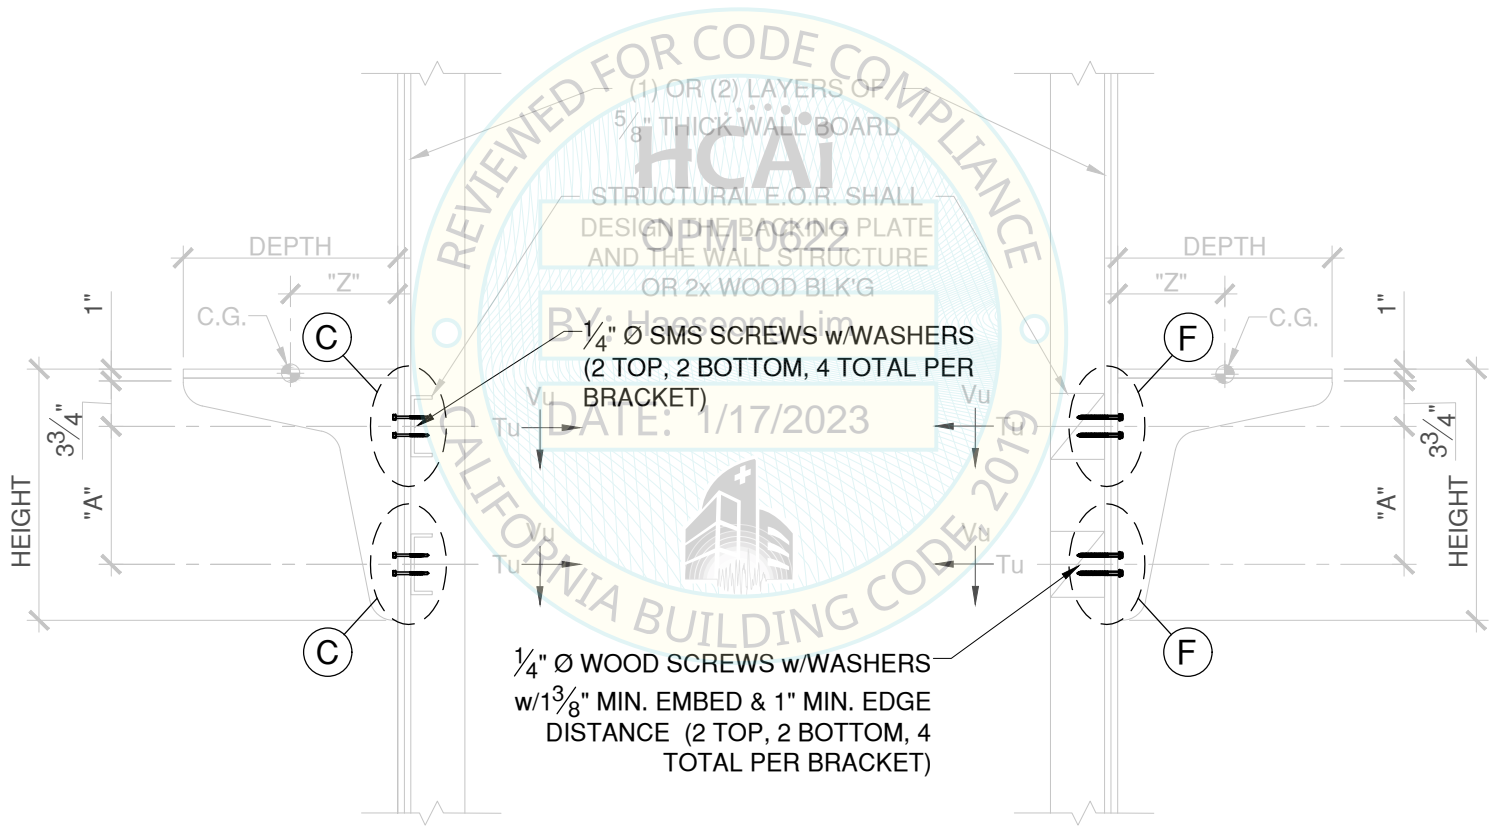 REVIEWED FOR CODE COMPLIANCE
(1) OR (2) LAYERS OF
5/8" THICK WALL BOARD
HCAi
STRUCTURAL E.O.R. SHALL
DESIGN THE BACKING PLATE
AND THE WALL STRUCTURE
OR 2x WOOD BLK'G
OPM-0622
BY: Haeseong Lim
DATE: 1/17/2023
CALIFORNIA BUILDING CODE, 2019
DEPTH
"Z"
C.G.
1"
3 3/4"
"A"
HEIGHT
C
C
1/4" Ø SMS SCREWS w/WASHERS
(2 TOP, 2 BOTTOM, 4 TOTAL PER
BRACKET)
Vu
Tu
Vu
Tu
Vu
Tu
Vu
Tu
DEPTH
"Z"
C.G.
1"
3 3/4"
"A"
HEIGHT
F
F
1/4" Ø WOOD SCREWS w/WASHERS
w/1 3/8" MIN. EMBED & 1" MIN. EDGE
DISTANCE (2 TOP, 2 BOTTOM, 4
TOTAL PER BRACKET)